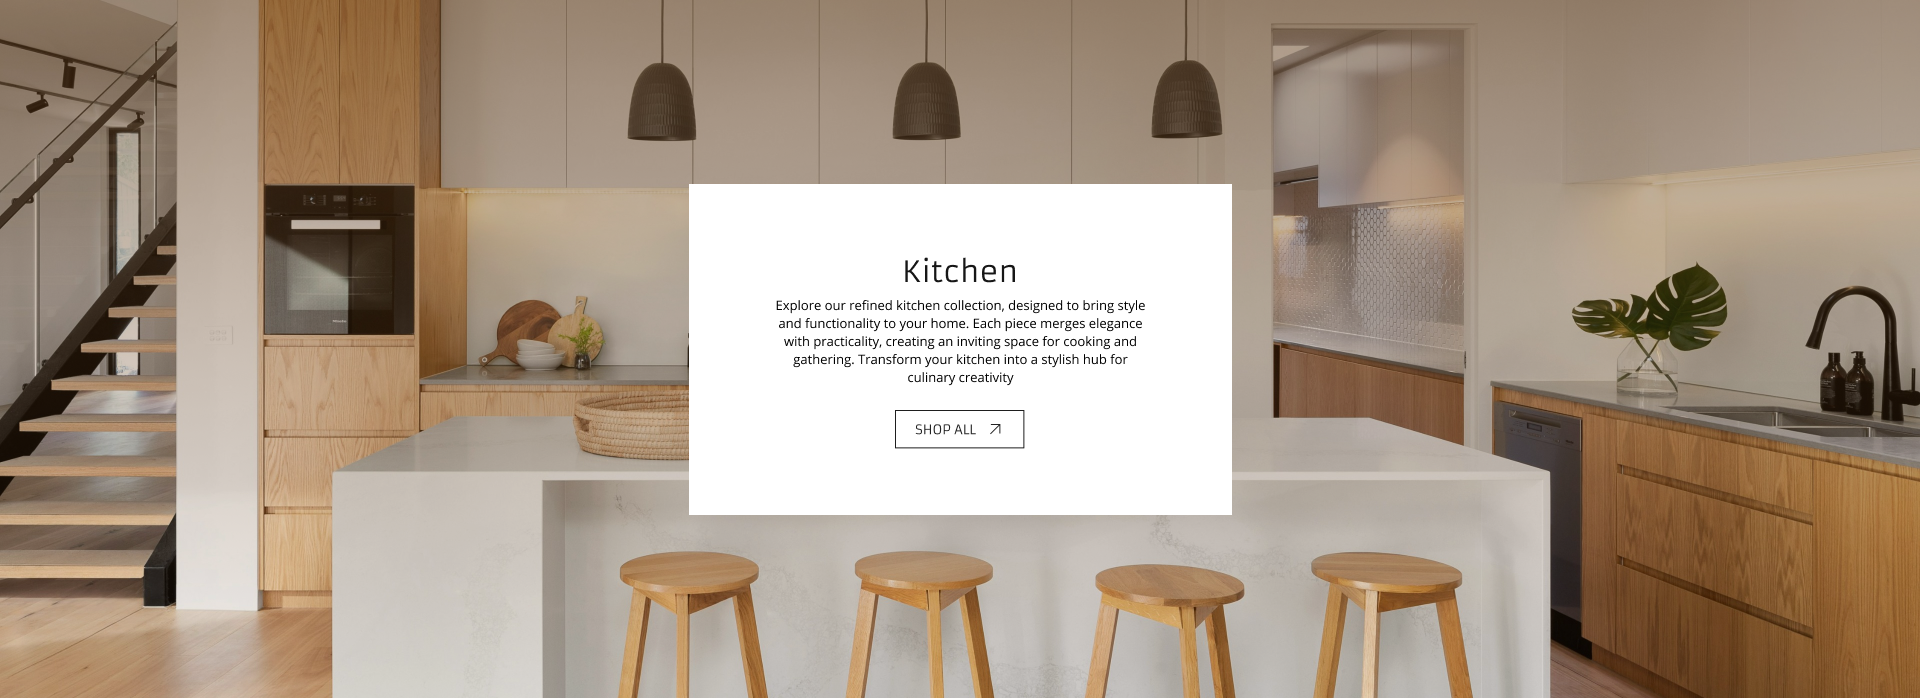 Kitchen
Explore our refined kitchen collection, designed to bring style
and functionality to your home. Each piece merges elegance
with practicality, creating an inviting space for cooking and
gathering. Transform your kitchen into a stylish hub for
culinary creativity
SHOP ALL